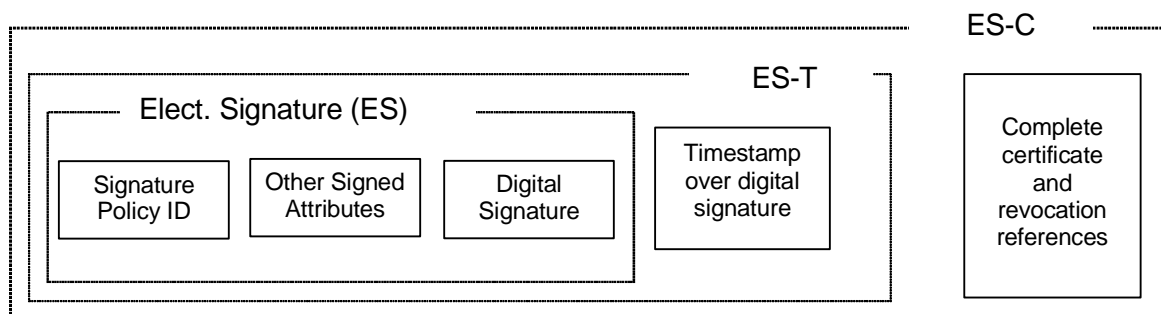 ES-C
ES-T
Elect. Signature (ES)
Signature
Policy ID
Other Signed
Attributes
Digital
Signature
Timestamp
over digital
signature
Complete
certificate
and
revocation
references